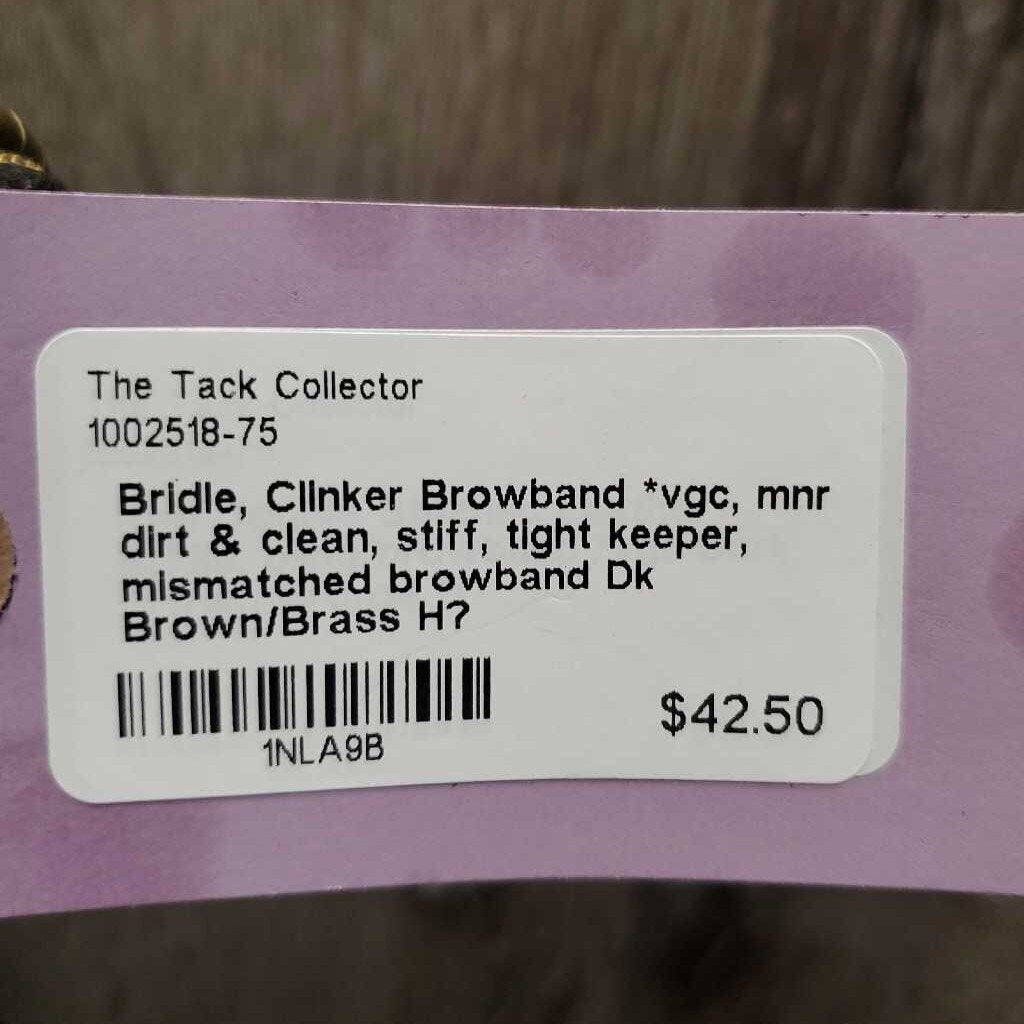 The Tack Collector
1002518-75
Bridle, Clinker Browband *vgc, mnr
dirt & clean, stiff, tight keeper,
mismatched browband Dk
Brown/Brass H?
1NLA9B
$42.50